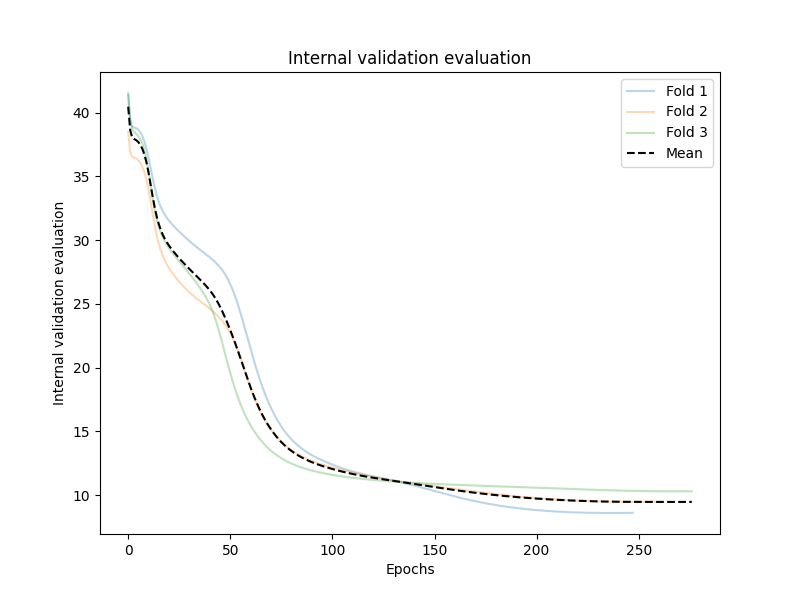 Internal validation evaluation
Fold 1
Fold 2
Fold 3
Mean
Internal validation evaluation
40
35
30
25
20
15
10
0 50 100 150 200 250
Epochs